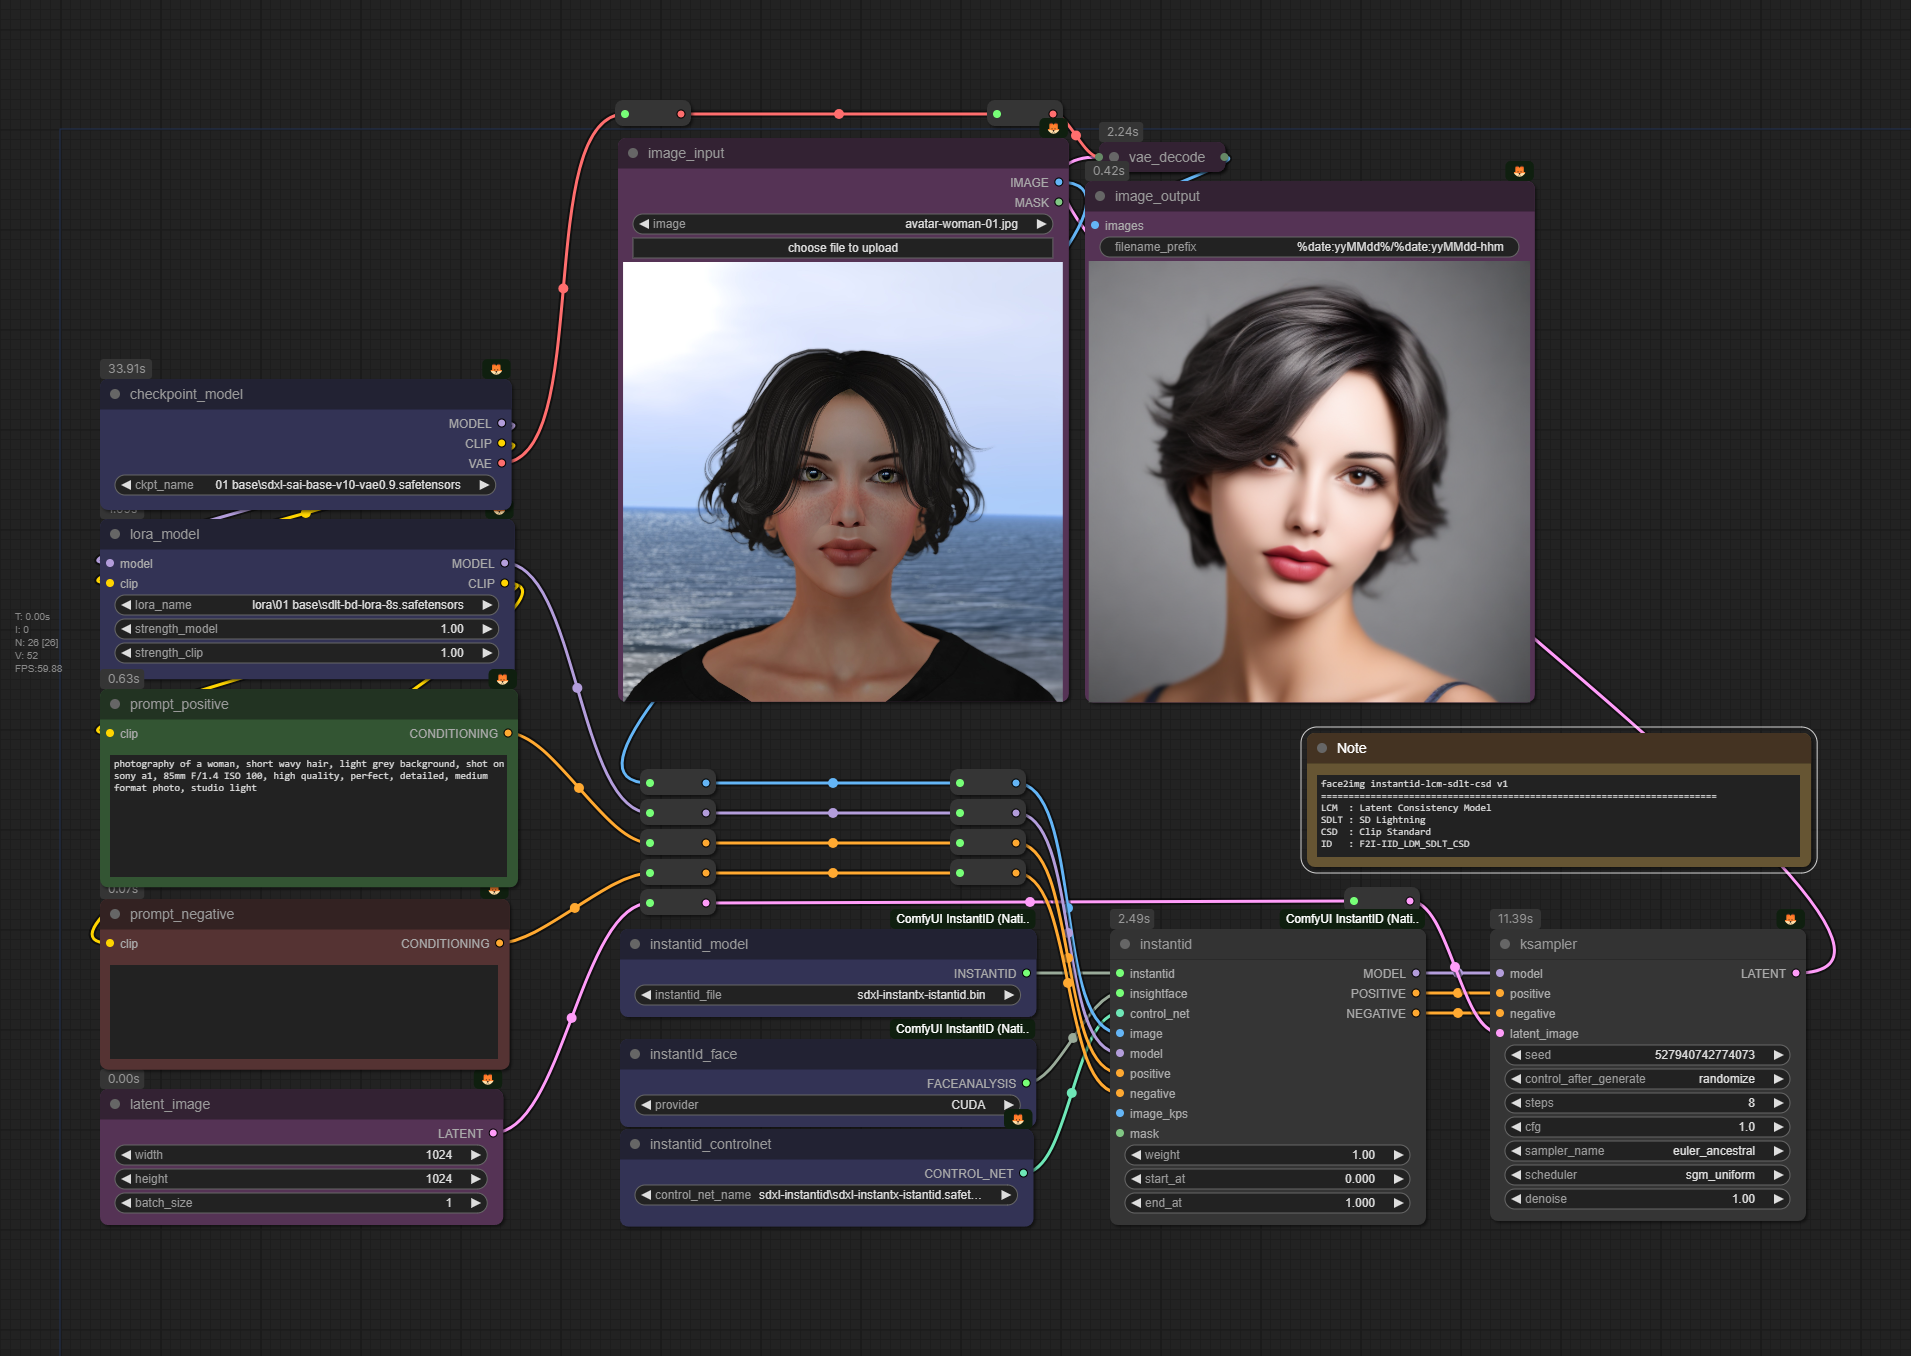 image_input
IMAGE
MASK
image avatar-woman-01.jpg
choose file to upload
2.24s
vae_decode
0.42s
image_output
images
filename_prefix %date:yyMMdd%/%date:yyMMdd-hhm
33.91s
checkpoint_model
MODEL
CLIP
VAE
ckpt_name 01 base\sdxl-sai-base-v10-vae0.9.safetensors
lora_model
model MODEL
clip CLIP
lora_name lora\01 base\sdlt-bd-lora-8s.safetensors
strength_model 1.00
strength_clip 1.00
T: 0.00s
I: 0
N: 26 [26]
V: 52
FPS:59.88
0.63s
prompt_positive
clip CONDITIONING
photography of a woman, short wavy hair, light grey background, shot on
sony a1, 85mm F/1.4 ISO 100, high quality, perfect, detailed, medium
format photo, studio light
0.07s
prompt_negative
clip CONDITIONING
0.00s
latent_image
LATENT
width 1024
height 1024
batch_size 1
Note
face2img instantid-lcm-sdlt-csd v1
LCM : Latent Consistency Model
SDLT : SD Lightning
CSD : Clip Standard
ID : F2I-IID_LDM_SDLT_CSD
ComfyUI InstantID (Nati..
instantid_model
INSTANTID
instantid_file sdxl-instantx-istantid.bin
ComfyUI InstantID (Nati..
instantId_face
FACEANALYSIS
provider CUDA
instantid_controlnet
CONTROL_NET
control_net_name sdxl-instantid\sdxl-instantx-istantid.safet...
2.49s
ComfyUI InstantID (Nati..
instantid
instantid MODEL
insightface POSITIVE
control_net NEGATIVE
image
model
positive
negative
image_kps
mask
weight 1.00
start_at 0.000
end_at 1.000
11.39s
ksampler
model LATENT
positive
negative
latent_image
seed 527940742774073
control_after_generate randomize
steps 8
cfg 1.0
sampler_name euler_ancestral
scheduler sgm_uniform
denoise 1.00